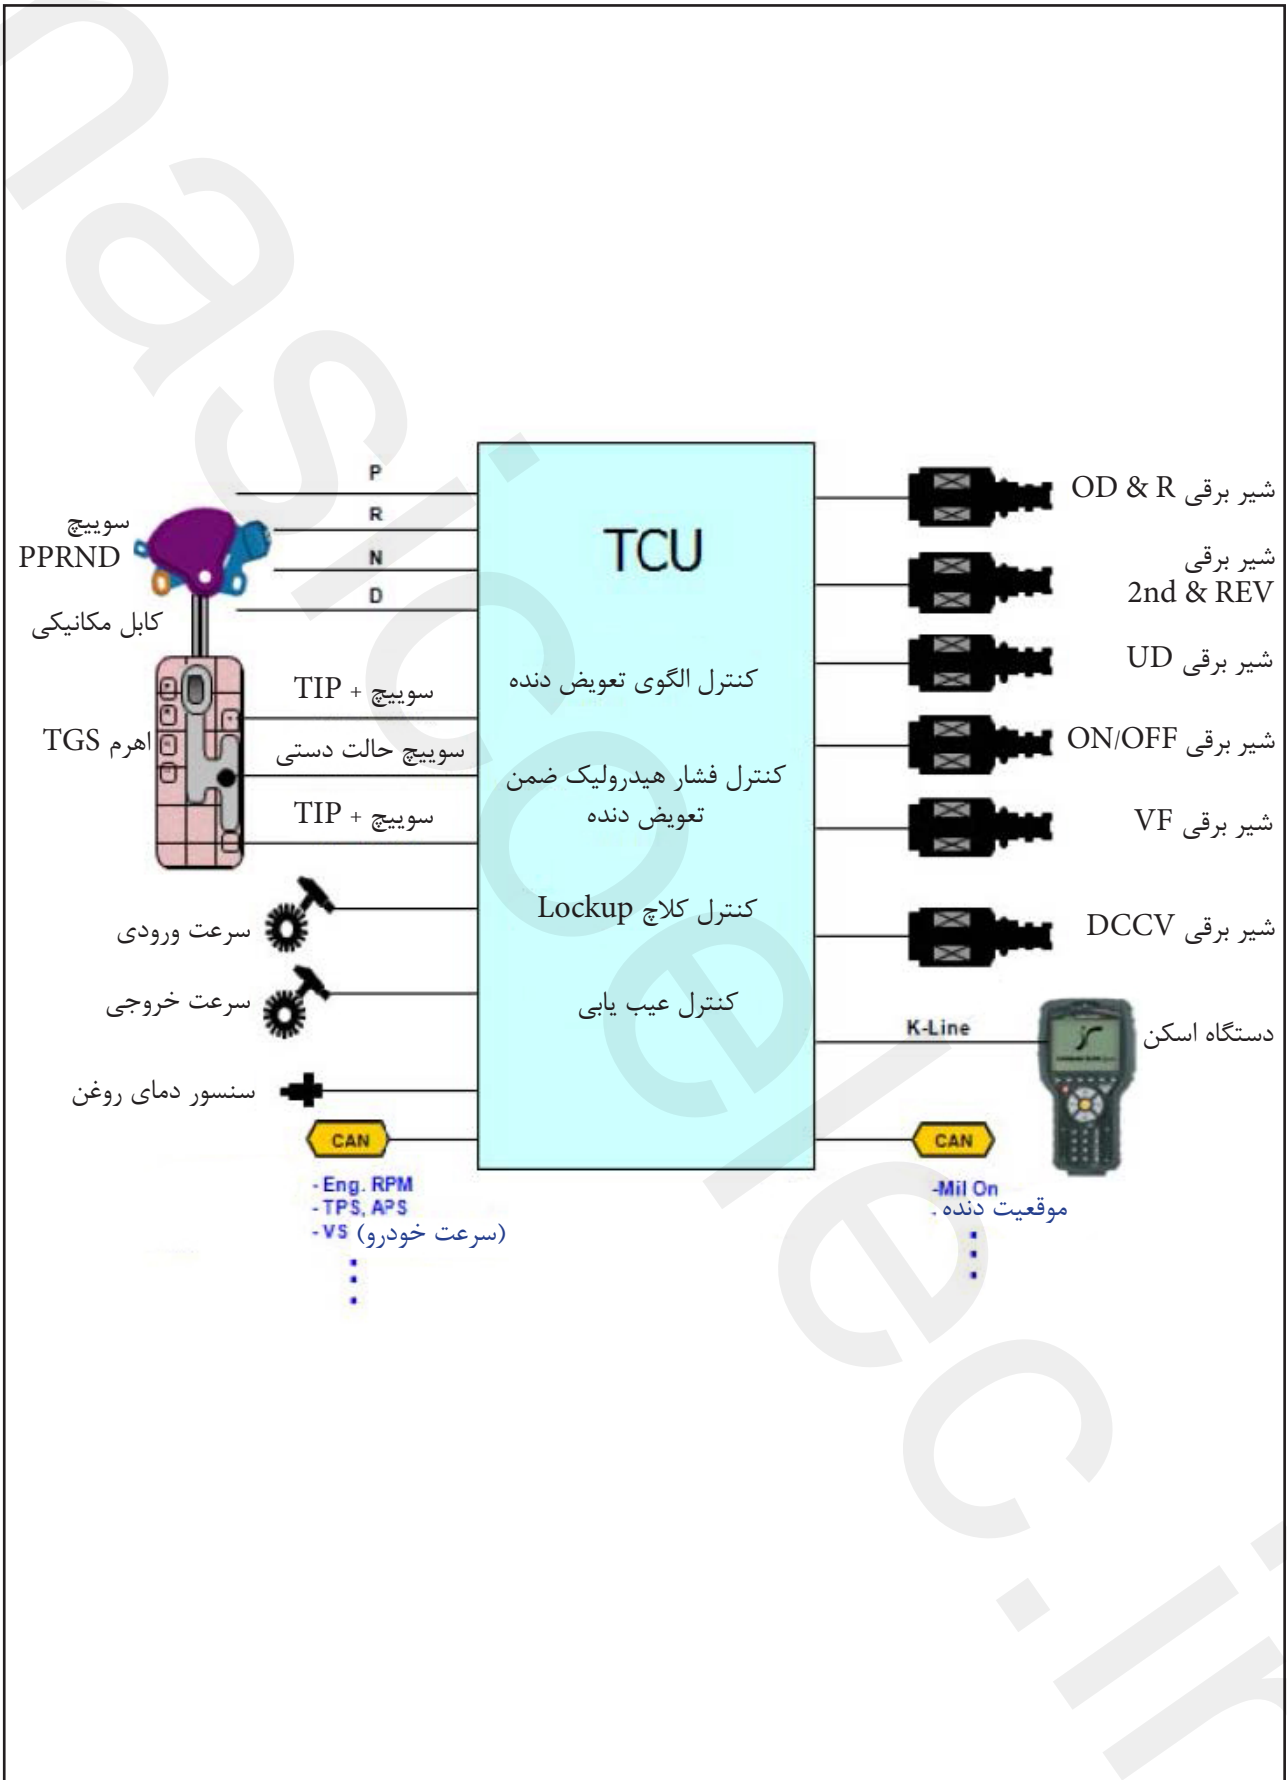 P
R
N
D
سوییچ
PPRND
کابل مکانیکی
سوییچ + TIP
اهرم TGS
سوییچ حالت دستی
سوییچ + TIP
سرعت ورودی
سرعت خروجی
سنسور دمای روغن
CAN
- Eng. RPM
- TPS, APS
- VS (سرعت خودرو)
TCU
کنترل الگوی تعویض دنده
کنترل فشار هیدرولیک ضمن
تعویض دنده
کنترل کلاچ Lockup
کنترل عیب یابی
شیر برقی OD & R
شیر برقی
2nd & REV
شیر برقی UD
شیر برقی ON/OFF
شیر برقی VF
شیر برقی DCCV
K-Line
دستگاه اسکن
CAN
-Mil On
موقعیت دنده .